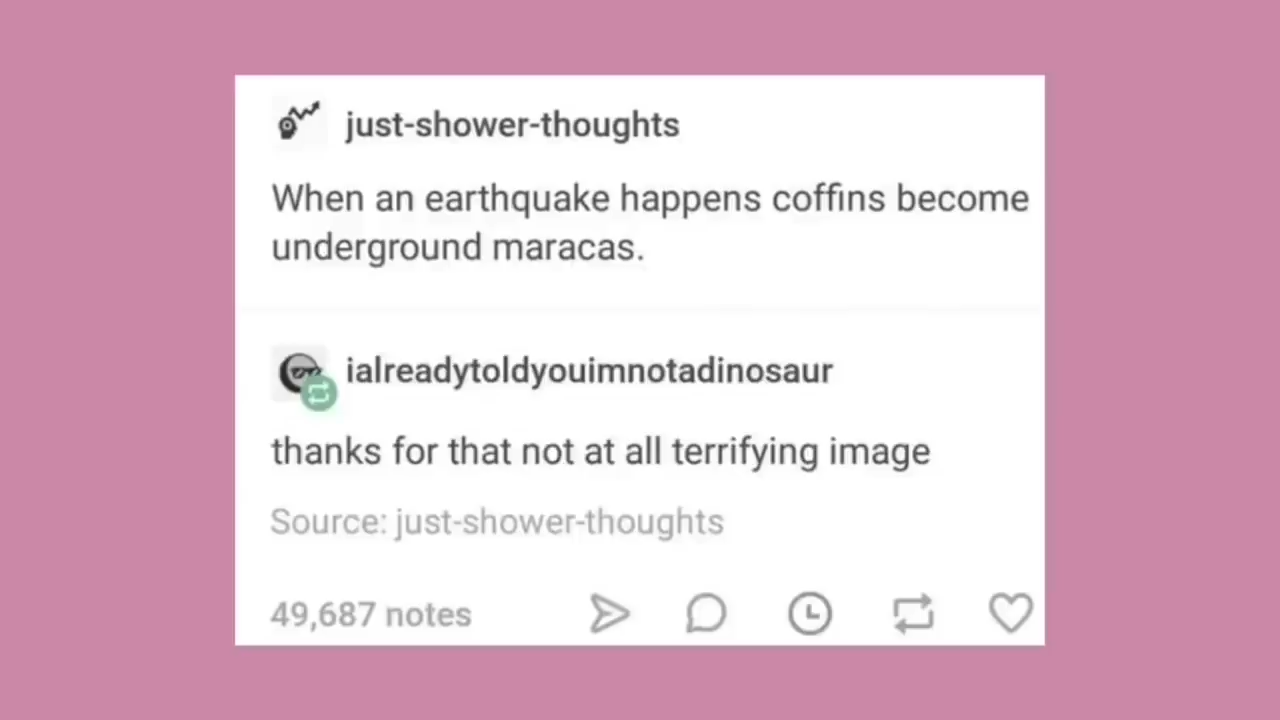 just-shower-thoughts
When an earthquake happens coffins become
underground maracas.
ialreadytoldyouimnotadinosaur
thanks for that not at all terrifying image
Source: just-shower-thoughts
49,687 notes